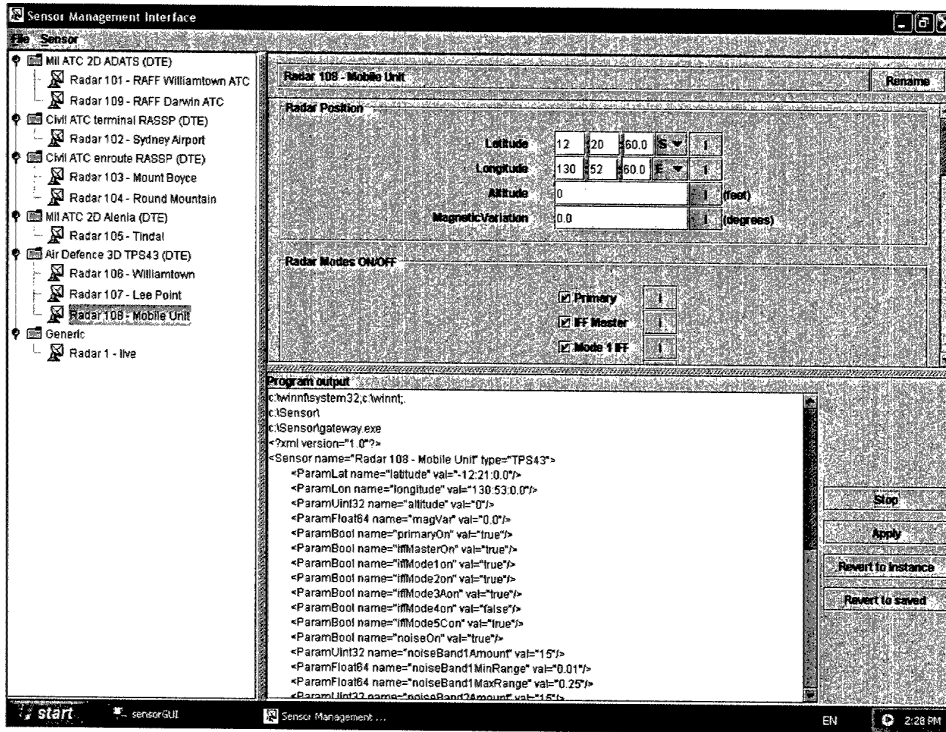 Sensor Management Interface
File Sensor
Mil ATC 2D ADATS (DTE)
Radar 101 - RAFF Williamtown ATC
Radar 109 - RAFF Darwin ATC
Civil ATC terminal RASSP (DTE)
Radar 102 - Sydney Airport
Civil ATC enroute RASSP (DTE)
Radar 103 - Mount Boyce
Radar 104 - Round Mountain
Mil ATC 2D Alenia (DTE)
Radar 105 - Tindal
Air Defence 3D TPS43 (DTE)
Radar 106 - Williamtown
Radar 107 - Lee Point
Radar 108 - Mobile Unit
Generic
Radar 1 - live
Radar 108 - Mobile Unit
Rename
Radar Position
Latitude 12 20 60.0 S I
Longitude 130 52 60.0 E I
Altitude 0 I (feet)
MagneticVariation 0.0 I (degrees)
Radar Modes ON/OFF
Primary I
IFF Master I
Mode 1 IFF I
Program output
c:\winnt\system32;c:\winnt;.
c:\Sensor\
c:\Sensor\gateway.exe
<?xml version="1.0"?>
<Sensor name="Radar 108 - Mobile Unit" type="TPS43">
<ParamLat name="latitude" val="-12:21:0.0"/>
<ParamLon name="longitude" val="130:53:0.0"/>
<ParamUint32 name="altitude" val="0"/>
<ParamFloat64 name="magVar" val="0.0"/>
<ParamBool name="primaryOn" val="true"/>
<ParamBool name="iffMasterOn" val="true"/>
<ParamBool name="iffMode1on" val="true"/>
<ParamBool name="iffMode2on" val="true"/>
<ParamBool name="iffMode3Aon" val="true"/>
<ParamBool name="iffMode4on" val="false"/>
<ParamBool name="iffMode5Con" val="true"/>
<ParamBool name="noiseOn" val="true"/>
<ParamUint32 name="noiseBand1Amount" val="15"/>
<ParamFloat64 name="noiseBand1MinRange" val="0.01"/>
<ParamFloat64 name="noiseBand1MaxRange" val="0.25"/>
<ParamUint32 name="noiseBand2Amount" val="15"/>
Stop
Apply
Revert to instance
Revert to saved
start
sensorGUI
Sensor Management ...
EN
2:28 PM